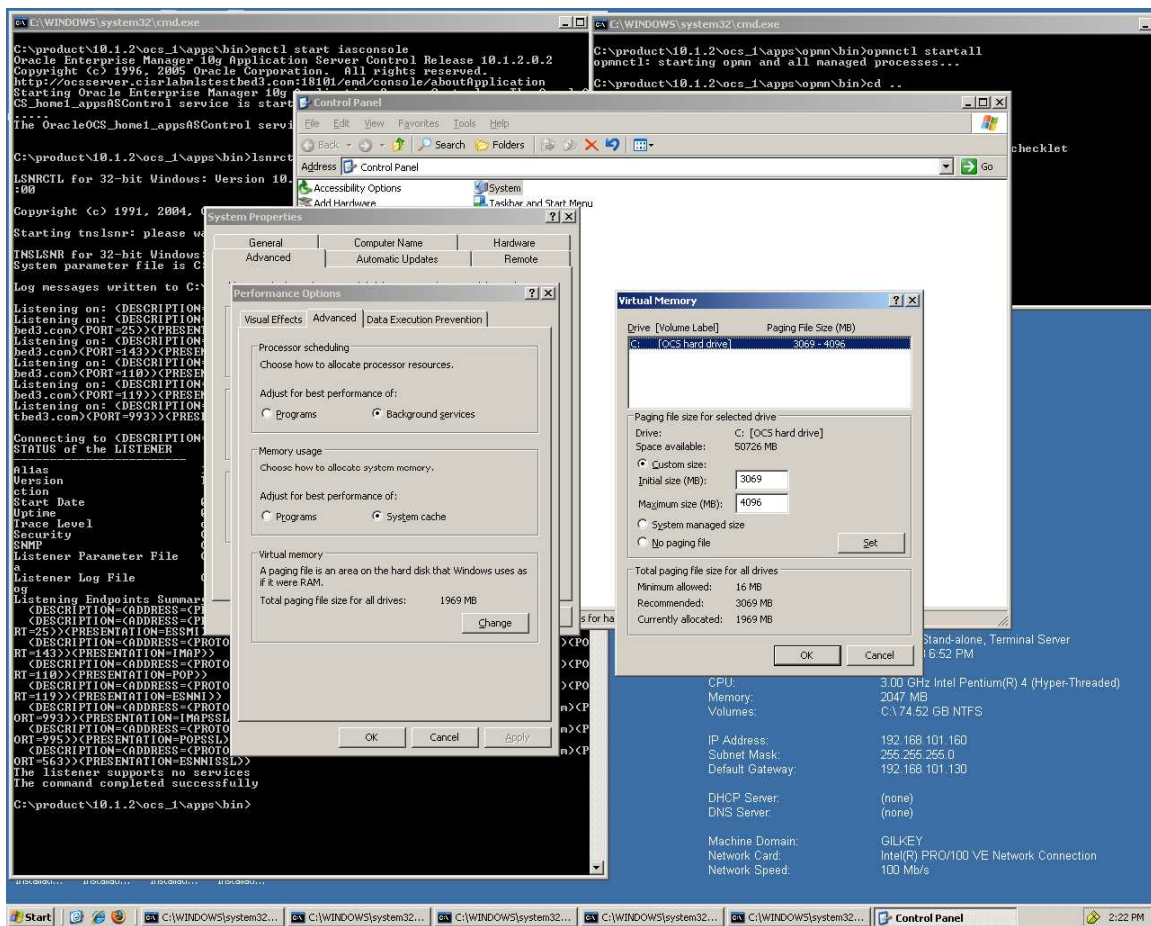 C:\WINDOWS\system32\cmd.exe
C:\product\10.1.2\ocs_1\apps\bin>emctl start iasconsole
Oracle Enterprise Manager 10g Application Server Control Release 10.1.2.0.2
Copyright (c) 1996, 2005 Oracle Corporation.  All rights reserved.
http://ocsserver.cisrlabmlstestbed3.com:18101/emd/console/aboutApplication
Starting Oracle Enterprise Manager 10g
CS_home1_appsASControl service is start
.....
The OracleOCS_home1_appsASControl servi
C:\product\10.1.2\ocs_1\apps\bin>lsnrct
LSNRCTL for 32-bit Windows: Version 10.
:00
Copyright (c) 1991, 2004,
Starting tnslsnr: please wa
TNSLSNR for 32-bit Windows
System parameter file is C:
Log messages written to C:\
Listening on: (DESCRIPTION
Listening on: (DESCRIPTION
bed3.com)(PORT=25))(PRESENT
Listening on: (DESCRIPTION
bed3.com)(PORT=143))(PRESEN
Listening on: (DESCRIPTION
bed3.com)(PORT=110))(PRESEN
Listening on: (DESCRIPTION
bed3.com)(PORT=119))(PRESEN
Listening on: (DESCRIPTION
tbed3.com)(PORT=993))(PRESE
Connecting to (DESCRIPTION
STATUS of the LISTENER
------------------------
Alias
Version
ction
Start Date
Uptime
Trace Level
Security
SNMP
Listener Parameter File
a
Listener Log File
og
Listening Endpoints Summary
(DESCRIPTION=(ADDRESS=(P
(DESCRIPTION=(ADDRESS=(P
RT=25))(PRESENTATION=ESSMI
(DESCRIPTION=(ADDRESS=(PROTO
RT=143))(PRESENTATION=IMAP))
(DESCRIPTION=(ADDRESS=(PROTO
RT=110))(PRESENTATION=POP))
(DESCRIPTION=(ADDRESS=(PROTO
RT=119))(PRESENTATION=ESNNI))
(DESCRIPTION=(ADDRESS=(PROTO
ORT=993))(PRESENTATION=IMAPSSL
(DESCRIPTION=(ADDRESS=(PROTO
ORT=995))(PRESENTATION=POPSSL)
(DESCRIPTION=(ADDRESS=(PROTO
ORT=563))(PRESENTATION=ESNNISSL))
The listener supports no services
The command completed successfully
C:\product\10.1.2\ocs_1\apps\bin>
C:\WINDOWS\system32\cmd.exe
C:\product\10.1.2\ocs_1\apps\opmn\bin>opmnctl startall
opmnctl: starting opmn and all managed processes...
C:\product\10.1.2\ocs_1\apps\opmn\bin>cd ..
checklet
Control Panel
File Edit View Favorites Tools Help
Back Search Folders
Address Control Panel Go
Accessibility Options System
Add Hardware Taskbar and Start Menu
s for ha
System Properties
General Computer Name Hardware
Advanced Automatic Updates Remote
Performance Options
Visual Effects Advanced Data Execution Prevention
Processor scheduling
Choose how to allocate processor resources.
Adjust for best performance of:
Programs Background services
Memory usage
Choose how to allocate system memory.
Adjust for best performance of:
Programs System cache
Virtual memory
A paging file is an area on the hard disk that Windows uses as
if it were RAM.
Total paging file size for all drives: 1969 MB
Change
OK Cancel Apply
Virtual Memory
Drive [Volume Label] Paging File Size (MB)
C: [OCS hard drive] 3069 - 4096
Paging file size for selected drive
Drive: C: [OCS hard drive]
Space available: 50726 MB
Custom size:
Initial size (MB): 3069
Maximum size (MB): 4096
System managed size
No paging file Set
Total paging file size for all drives
Minimum allowed: 16 MB
Recommended: 3069 MB
Currently allocated: 1969 MB
OK Cancel
Stand-alone, Terminal Server
6:52 PM
CPU: 3.00 GHz Intel Pentium(R) 4 (Hyper-Threaded)
Memory: 2047 MB
Volumes: C:\ 74.52 GB NTFS
IP Address: 192.168.101.160
Subnet Mask: 255.255.255.0
Default Gateway: 192.168.101.130
DHCP Server: (none)
DNS Server: (none)
Machine Domain: GILKEY
Network Card: Intel(R) PRO/100 VE Network Connection
Network Speed: 100 Mb/s
Start C:\WINDOWS\system32... C:\WINDOWS\system32... C:\WINDOWS\system32... C:\WINDOWS\system32... C:\WINDOWS\system32... Control Panel 2:22 PM